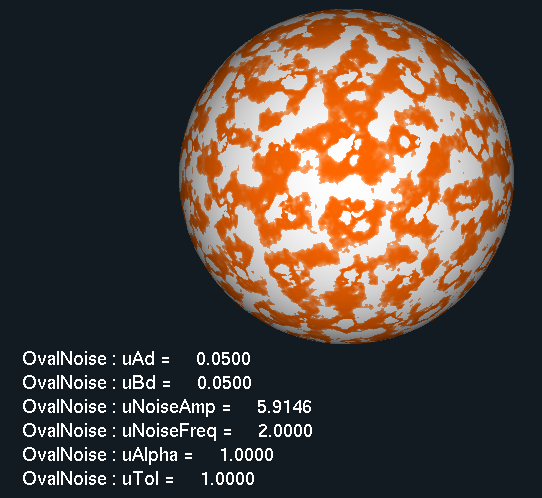 OvalNoise : uAd = 0.0500
OvalNoise : uBd = 0.0500
OvalNoise : uNoiseAmp = 5.9146
OvalNoise : uNoiseFreq = 2.0000
OvalNoise : uAlpha = 1.0000
OvalNoise : uTol = 1.0000